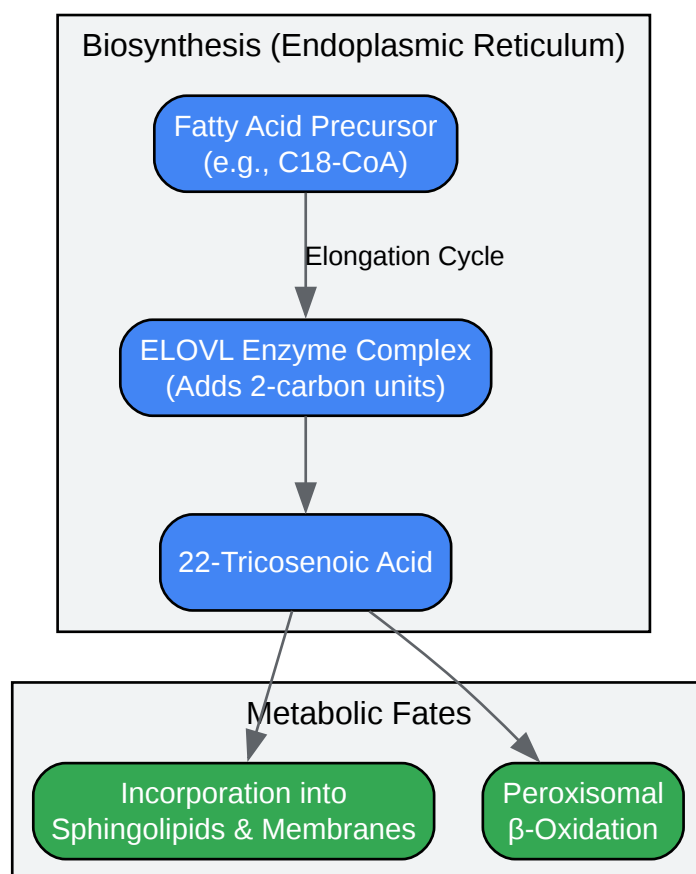 Biosynthesis (Endoplasmic Reticulum)
Fatty Acid Precursor
(e.g., C18-CoA)
Elongation Cycle
ELOVL Enzyme Complex
(Adds 2-carbon units)
22-Tricosenoic Acid
Metabolic Fates
Incorporation into
Sphingolipids & Membranes
Peroxisomal
β-Oxidation